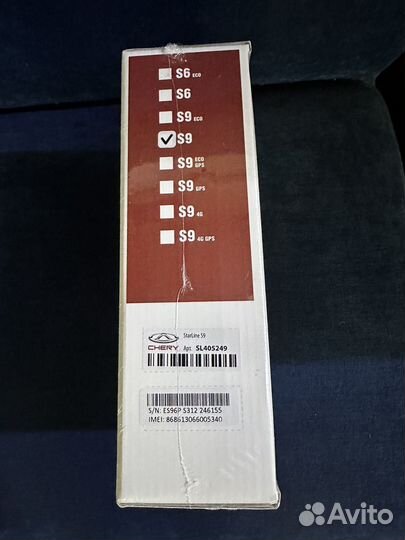 S6 ECO
S6
S9 ECO
S9
S9 ECO GPS
S9 GPS
S9 4G
S9 4G GPS
StarLine S9
CHERY Арт. SL405249
S/N: ES96P S312 246155
IMEI: 868613066005340
Avito